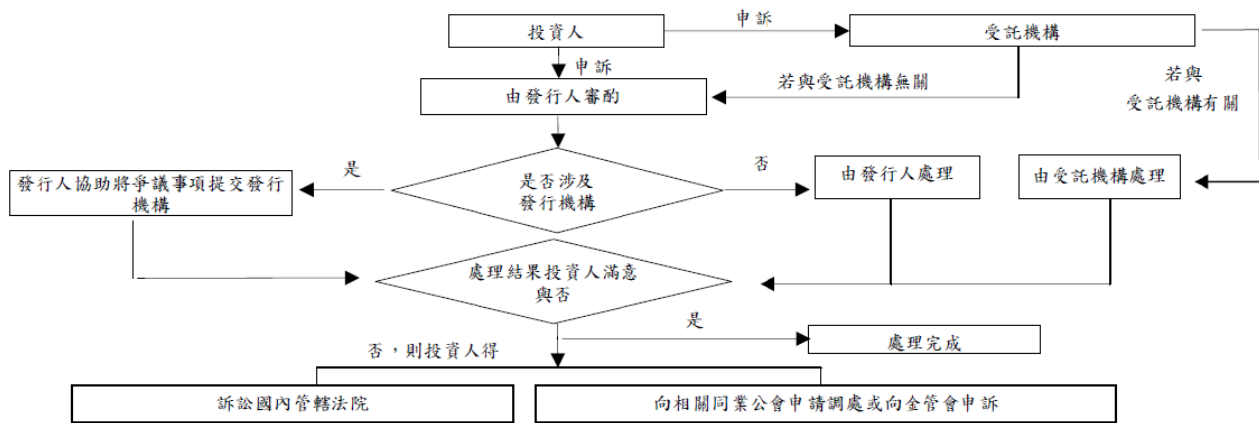 申訴
投資人
受託機構
申訴
若與受託機構無關
若與
受託機構有關
由發行人審酌
是
否
發行人協助將爭議事項提交發行
機構
是否涉及
發行機構
由發行人處理
由受託機構處理
處理結果投資人滿意
與否
是
否，則投資人得
處理完成
訴訟國內管轄法院
向相關同業公會申請調處或向金管會申訴